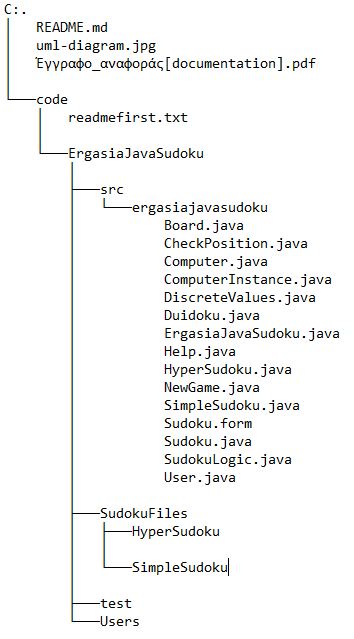 C:.
README.md
uml-diagram.jpg
Έγγραφο_αναφοράς[documentation].pdf
code
readmefirst.txt
ErgasiaJavaSudoku
src
ergasiajavasudoku
Board.java
CheckPosition.java
Computer.java
ComputerInstance.java
DiscreteValues.java
Duidoku.java
ErgasiaJavaSudoku.java
Help.java
HyperSudoku.java
NewGame.java
SimpleSudoku.java
Sudoku.form
Sudoku.java
SudokuLogic.java
User.java
SudokuFiles
HyperSudoku
SimpleSudoku
test
Users